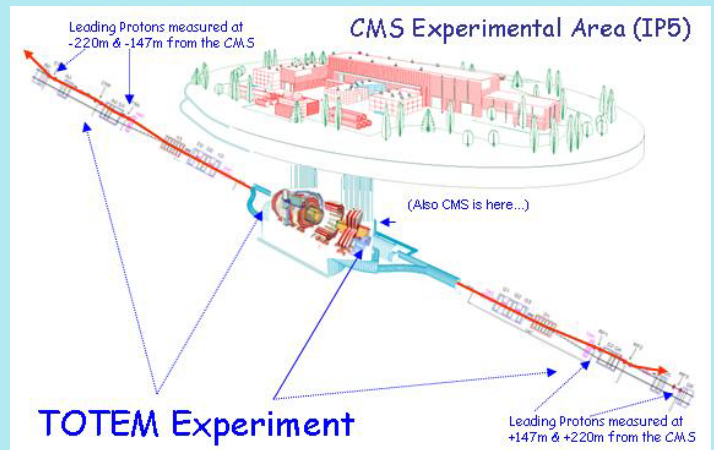 Leading Protons measured at
-220m & -147m from the CMS
CMS Experimental Area (IP5)
(Also CMS is here...)
TOTEM Experiment
Leading Protons measured at
+147m & +220m from the CMS